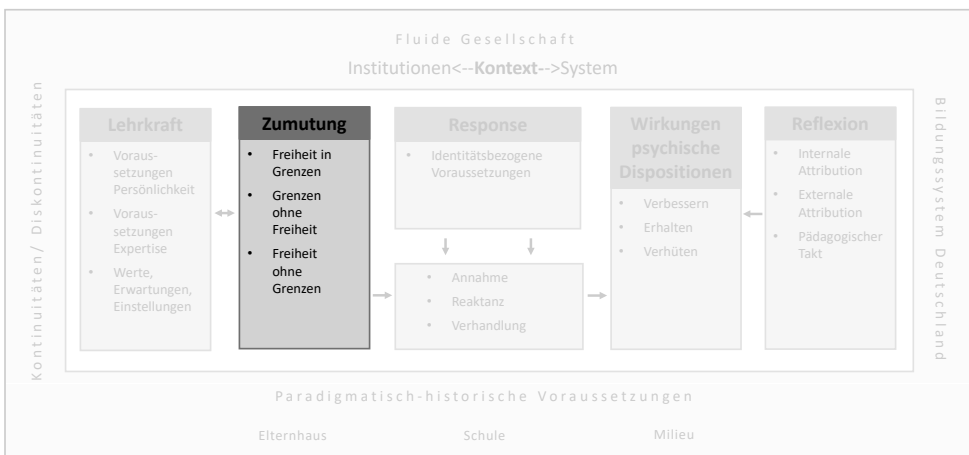 Fluide Gesellschaft
Institutionen<--Kontext-->System
Kontinuitäten/ Diskontinuitäten
Lehrkraft
• Voraus-
setzungen
Persönlichkeit
• Voraus-
setzungen
Expertise
• Werte,
Erwartungen,
Einstellungen
Zumutung
• Freiheit in
Grenzen
• Grenzen
ohne
Freiheit
• Freiheit
ohne
Grenzen
Response
• Identitätsbezogene
Voraussetzungen
• Annahme
• Reaktanz
• Verhandlung
Wirkungen
psychische
Dispositionen
• Verbessern
• Erhalten
• Verhüten
Reflexion
• Internale
Attribution
• Externale
Attribution
• Pädagogischer
Takt
Bildungssystem Deutschland
Paradigmatisch-historische Voraussetzungen
Elternhaus Schule Milieu